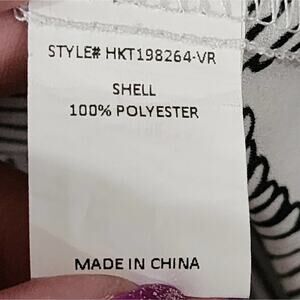 STYLE# HKT198264-VR
SHELL
100% POLYESTER
MADE IN CHINA